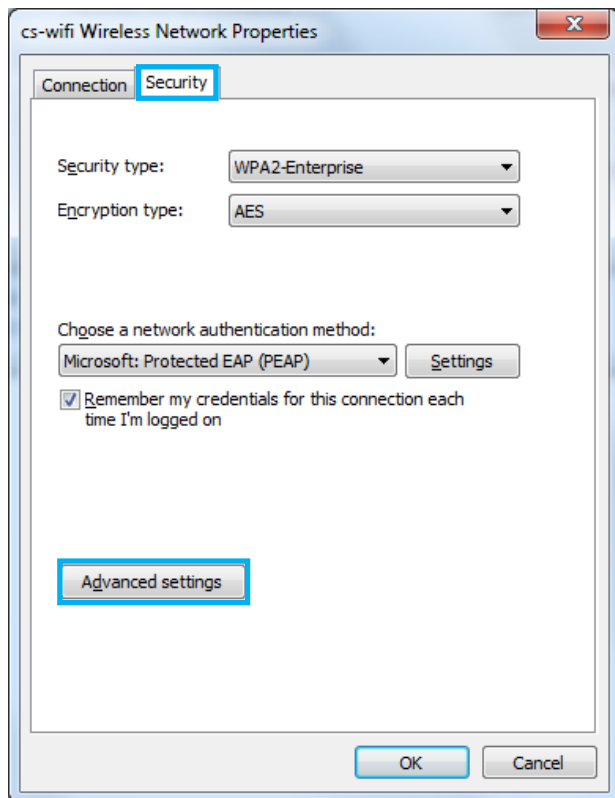 cs-wifi Wireless Network Properties
Connection Security
Security type: WPA2-Enterprise
Encryption type: AES
Choose a network authentication method:
Microsoft: Protected EAP (PEAP) Settings
Remember my credentials for this connection each
time I'm logged on
Advanced settings
OK Cancel